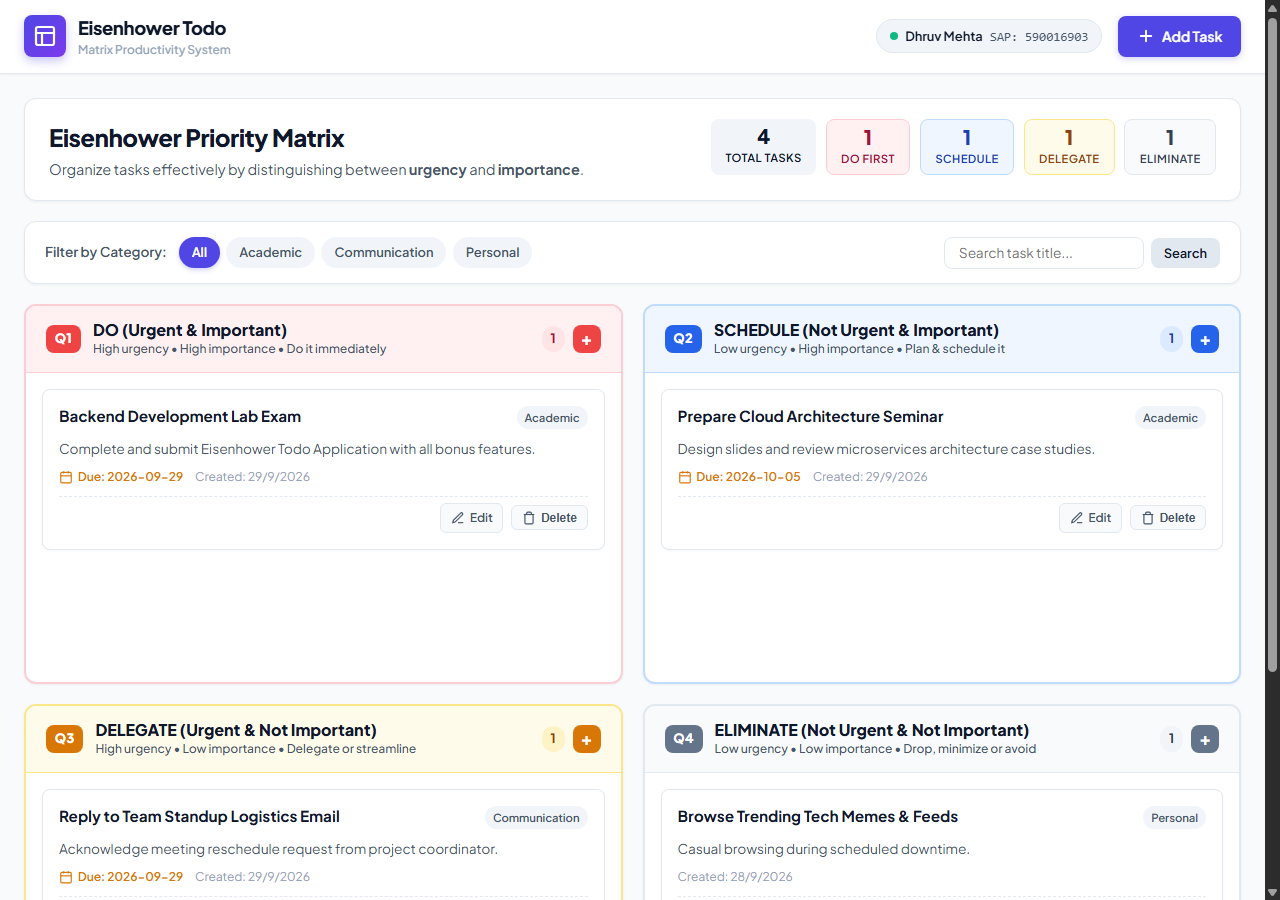 Eisenhower Todo
Matrix Productivity System
Dhruv Mehta SAP: 590016903
+ Add Task
Eisenhower Priority Matrix
Organize tasks effectively by distinguishing between urgency and importance.
4
TOTAL TASKS
1
DO FIRST
1
SCHEDULE
1
DELEGATE
1
ELIMINATE
Filter by Category: All Academic Communication Personal
Search task title... Search
Q1 DO (Urgent & Important)
High urgency • High importance • Do it immediately
1 +
Backend Development Lab Exam Academic
Complete and submit Eisenhower Todo Application with all bonus features.
Due: 2026-09-29 Created: 29/9/2026
Edit Delete
Q2 SCHEDULE (Not Urgent & Important)
Low urgency • High importance • Plan & schedule it
1 +
Prepare Cloud Architecture Seminar Academic
Design slides and review microservices architecture case studies.
Due: 2026-10-05 Created: 29/9/2026
Edit Delete
Q3 DELEGATE (Urgent & Not Important)
High urgency • Low importance • Delegate or streamline
1 +
Reply to Team Standup Logistics Email Communication
Acknowledge meeting reschedule request from project coordinator.
Due: 2026-09-29 Created: 29/9/2026
Q4 ELIMINATE (Not Urgent & Not Important)
Low urgency • Low importance • Drop, minimize or avoid
1 +
Browse Trending Tech Memes & Feeds Personal
Casual browsing during scheduled downtime.
Created: 28/9/2026